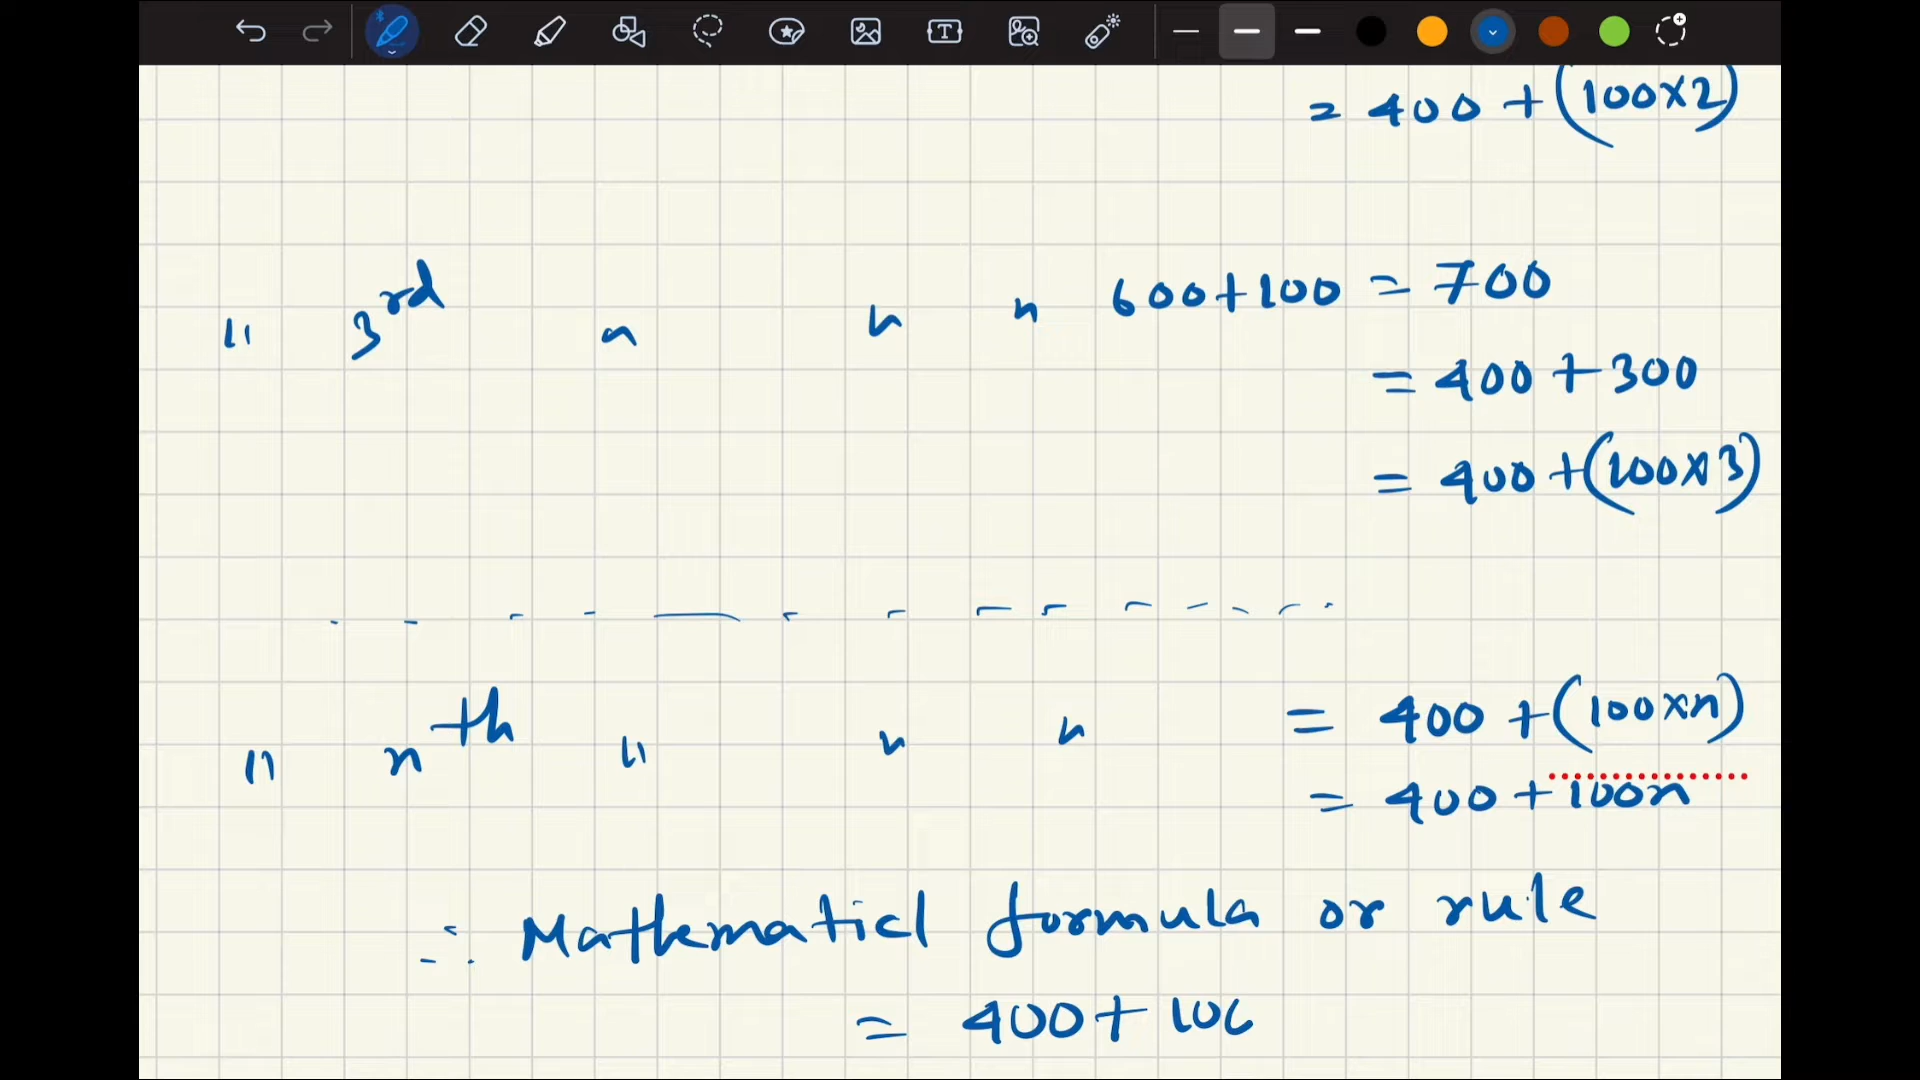 = 400 + (100×2)
" 3rd " " " 600+100 = 700
= 400 + 300
= 400 + (100×3)
" nth " " " = 400 + (100×n)
= 400 + 100n
∴ Mathematicl formula or rule
= 400 + 100